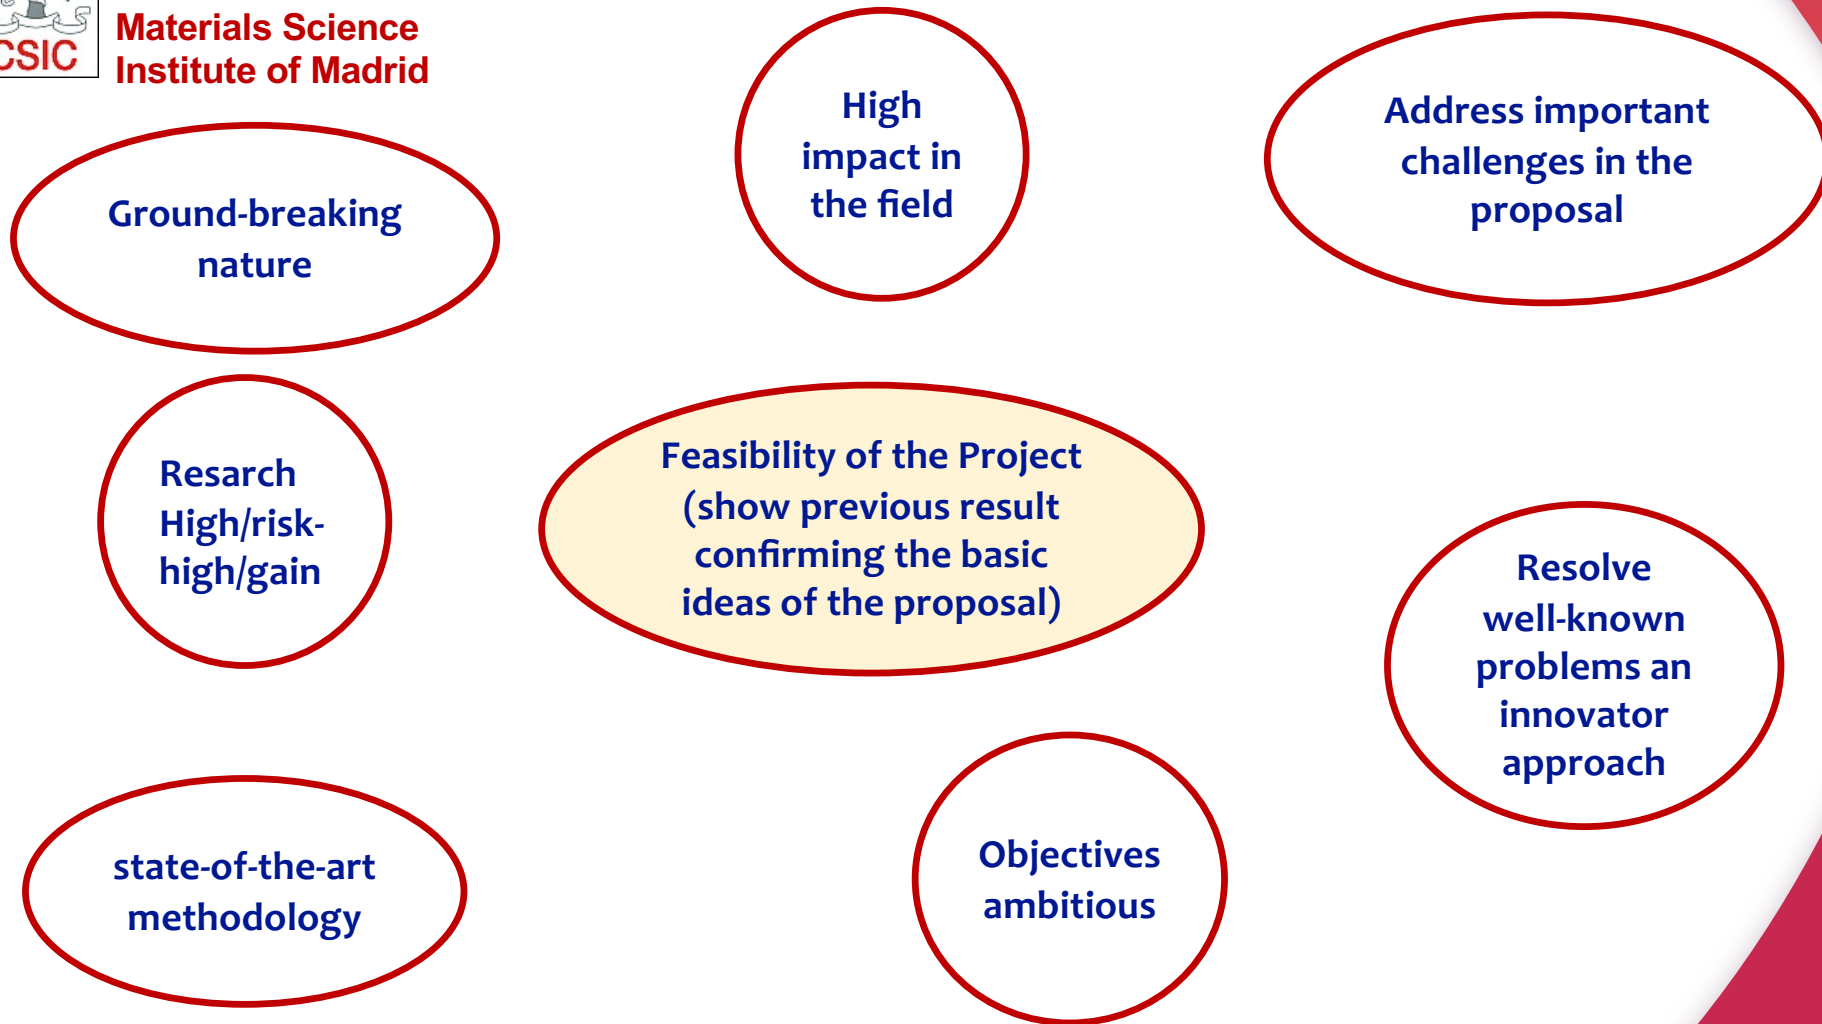 CSIC
Materials Science
Institute of Madrid
High
impact in
the field
Address important
challenges in the
proposal
Ground-breaking
nature
Resarch
High/risk-
high/gain
Feasibility of the Project
(show previous result
confirming the basic
ideas of the proposal)
Resolve
well-known
problems an
innovator
approach
state-of-the-art
methodology
Objectives
ambitious